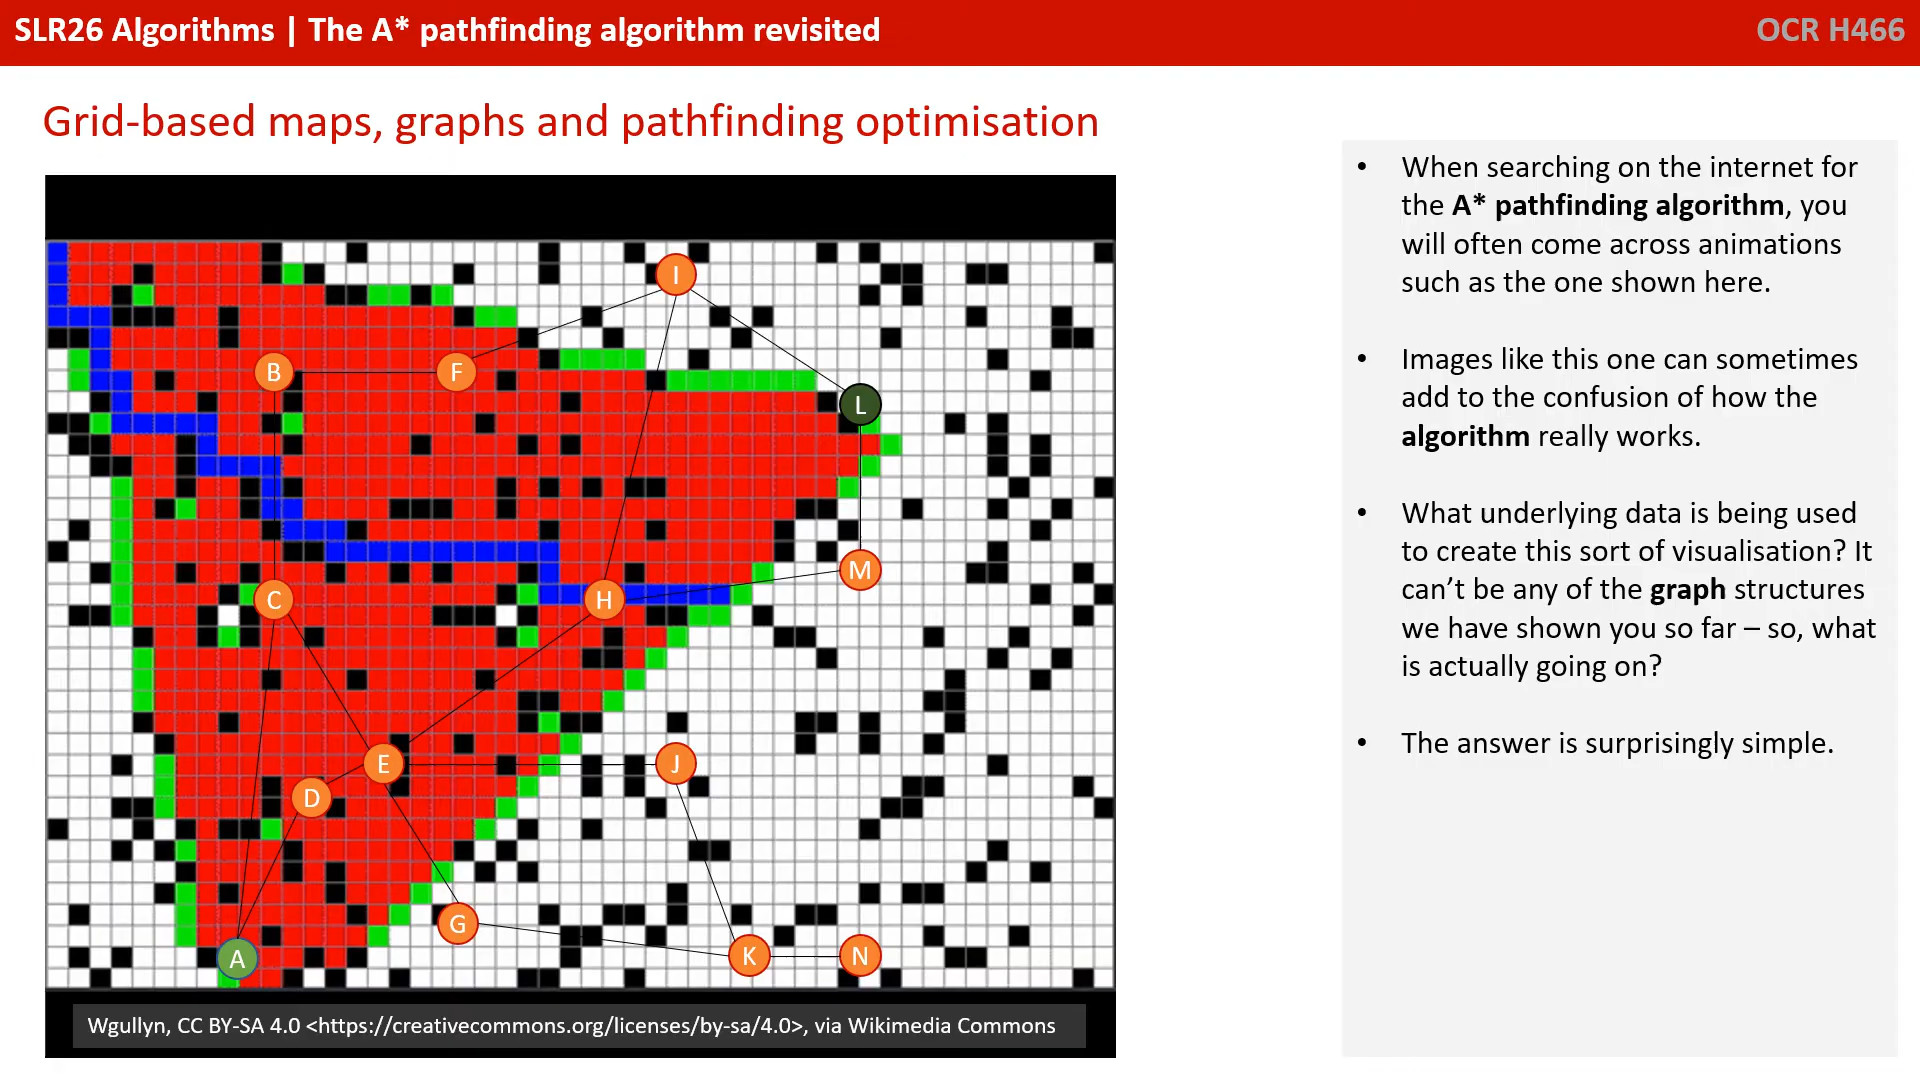 SLR26 Algorithms | The A* pathfinding algorithm revisited
OCR H466
Grid-based maps, graphs and pathfinding optimisation
I
B
F
L
C
H
M
E
D
J
A
G
K
N
Wgullyn, CC BY-SA 4.0 <https://creativecommons.org/licenses/by-sa/4.0>, via Wikimedia Commons
• When searching on the internet for
the A* pathfinding algorithm, you
will often come across animations
such as the one shown here.
• Images like this one can sometimes
add to the confusion of how the
algorithm really works.
• What underlying data is being used
to create this sort of visualisation? It
can’t be any of the graph structures
we have shown you so far – so, what
is actually going on?
• The answer is surprisingly simple.